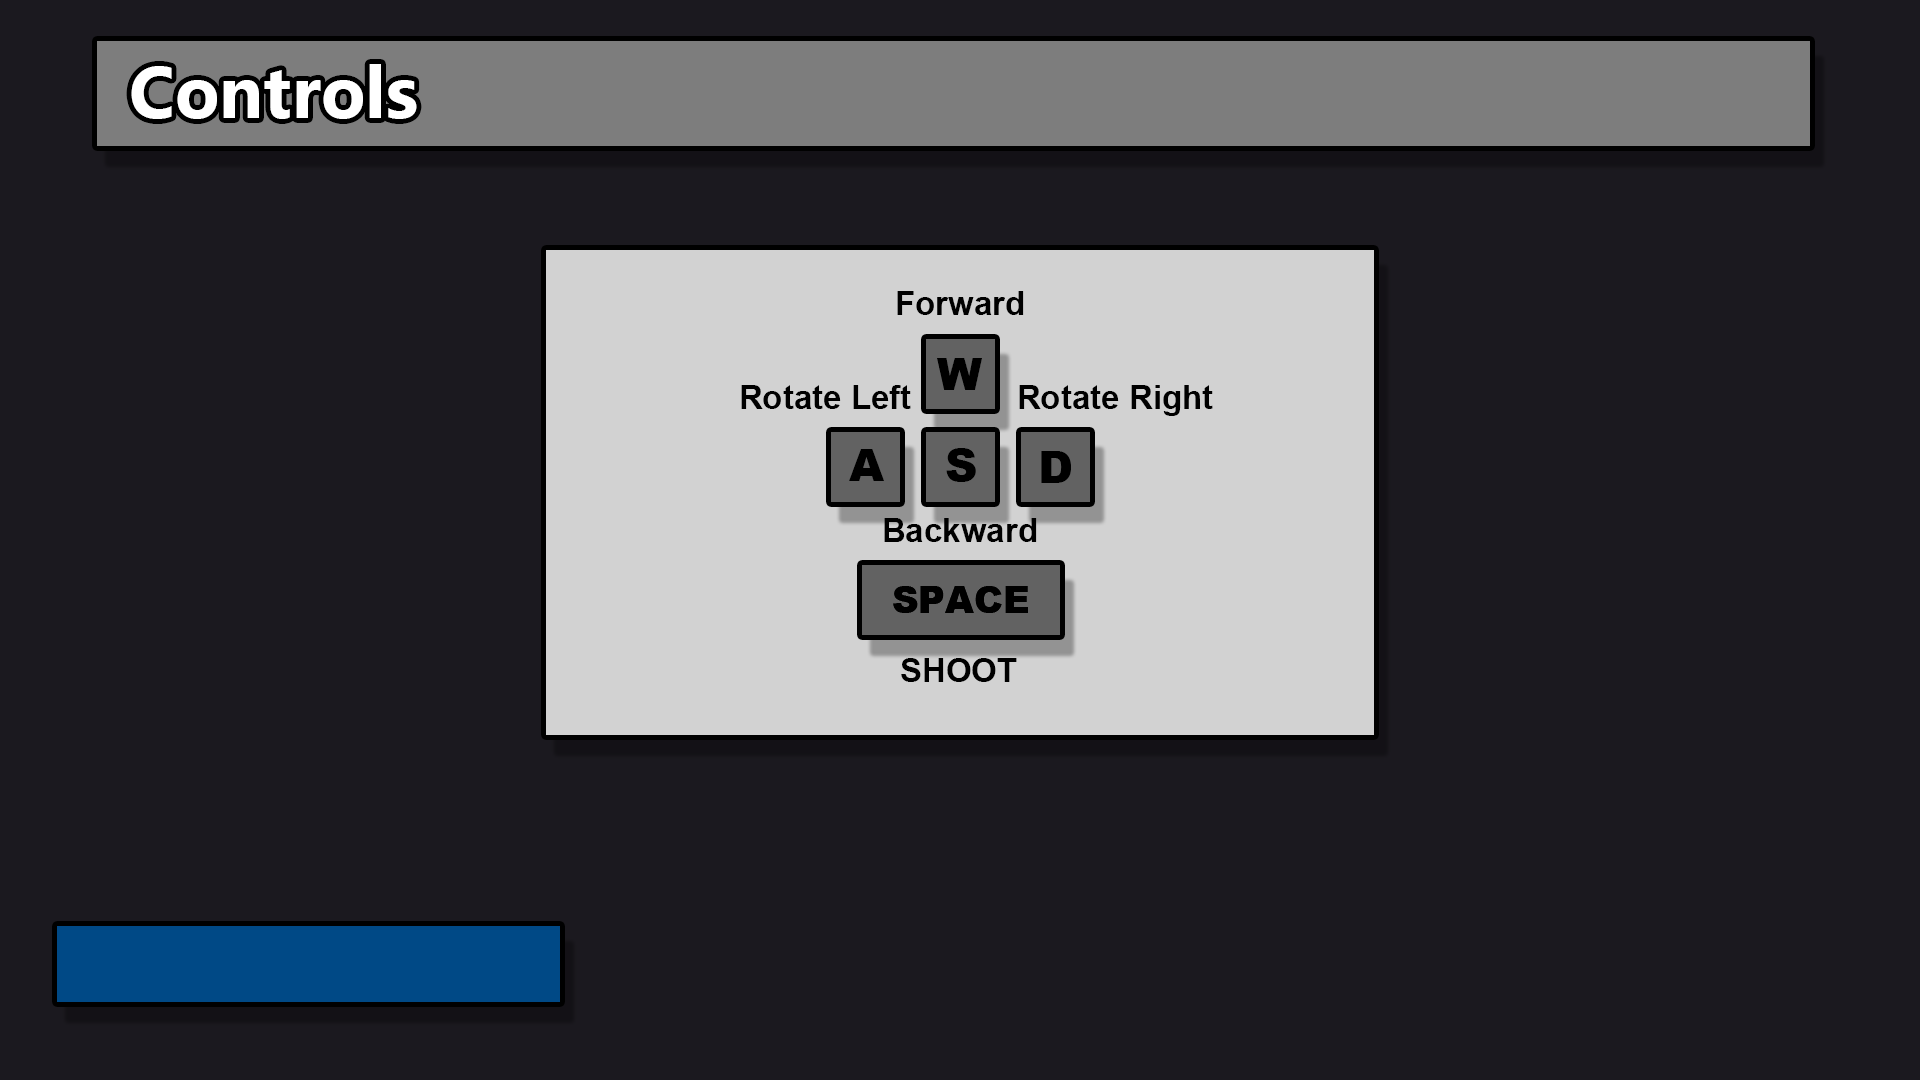 Controls
Forward
W
Rotate Left
Rotate Right
A S D
Backward
SPACE
SHOOT